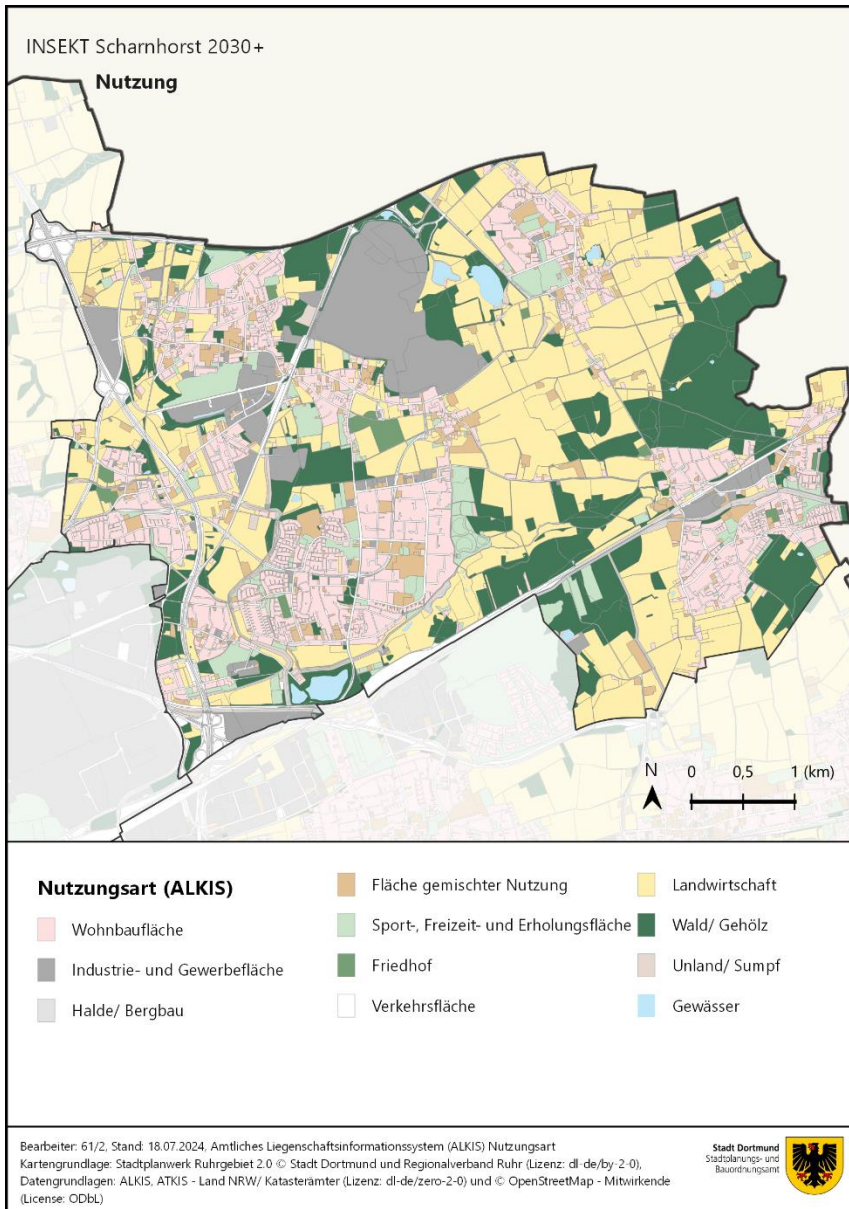 INSEKT Scharnhorst 2030+
Nutzung
N
0 0,5 1 (km)
Nutzungsart (ALKIS)
Wohnbaufläche
Industrie- und Gewerbefläche
Halde/ Bergbau
Fläche gemischter Nutzung
Sport-, Freizeit- und Erholungsfläche
Friedhof
Verkehrsfläche
Landwirtschaft
Wald/ Gehölz
Unland/ Sumpf
Gewässer
Bearbeiter: 61/2, Stand: 18.07.2024, Amtliches Liegenschaftsinformationssystem (ALKIS) Nutzungsart
Kartengrundlage: Stadtplanwerk Ruhrgebiet 2.0 © Stadt Dortmund und Regionalverband Ruhr (Lizenz: dl-de/by-2-0),
Datengrundlagen: ALKIS, ATKIS - Land NRW/ Katasterämter (Lizenz: dl-de/zero-2-0) und © OpenStreetMap - Mitwirkende
(License: ODbL)
Stadt Dortmund
Stadtplanungs- und
Bauordnungsamt